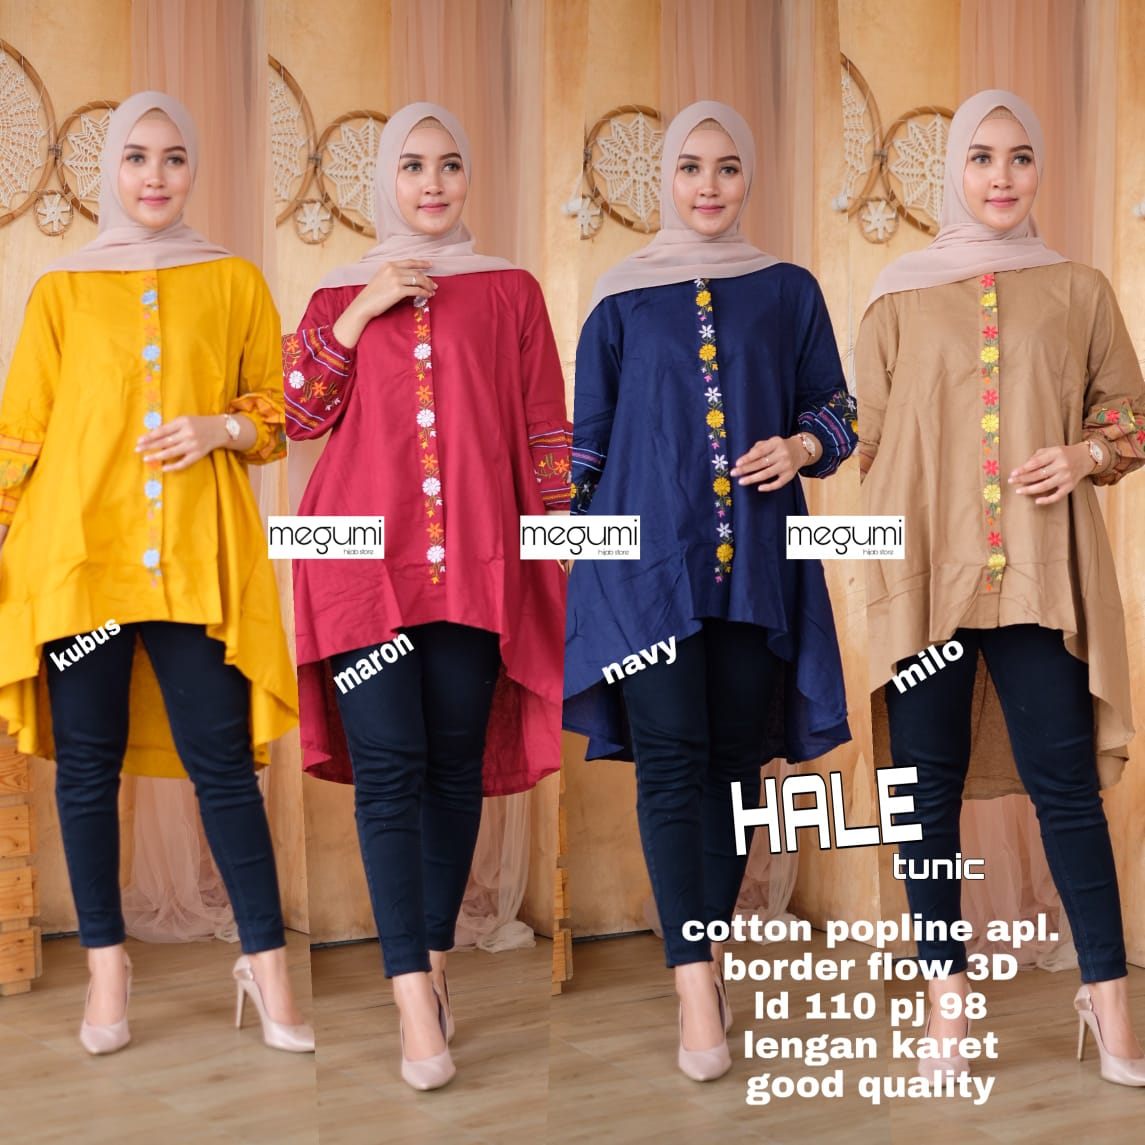 megumi
hijab store
megumi
hijab store
megumi
hijab store
kubus
maron
navy
milo
HALE
tunic
cotton popline apl.
border flow 3D
ld 110 pj 98
lengan karet
good quality